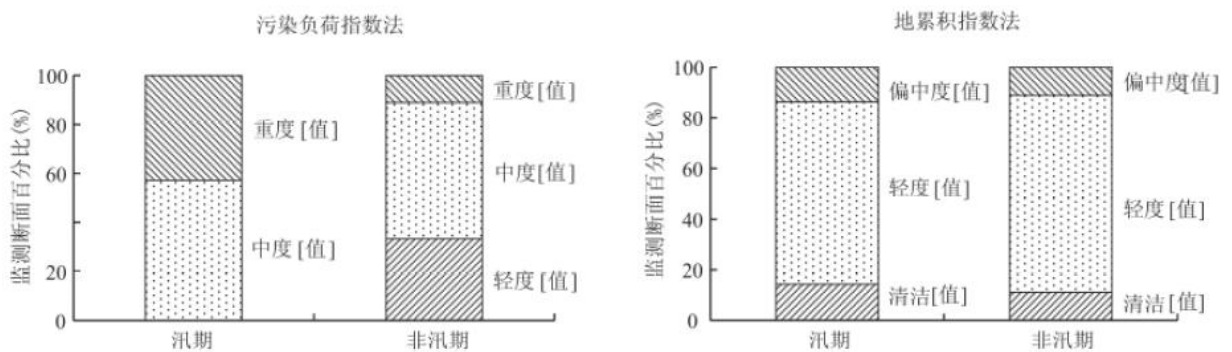 污染负荷指数法
监测断面百分比(%)
100
80
60
20
0
重度[值]
中度[值]
重度[值]
中度[值]
轻度[值]
汛期
非汛期
地累积指数法
监测断面百分比(%)
100
80
60
40
20
0
偏中度[值]
轻度[值]
清洁[值]
偏中度[值]
轻度[值]
清洁[值]
汛期
非汛期